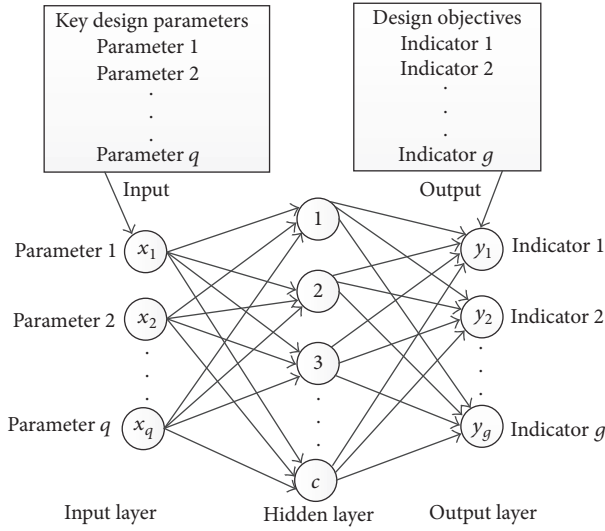 Key design parameters
Parameter 1
Parameter 2
.
.
.
Parameter q
Design objectives
Indicator 1
Indicator 2
.
.
.
Indicator g
Input
Output
1
Parameter 1 x1 y1 Indicator 1
2
Parameter 2 x2 y2 Indicator 2
3
. . .
. . .
. . .
Parameter q xq yg Indicator g
c
Input layer Hidden layer Output layer